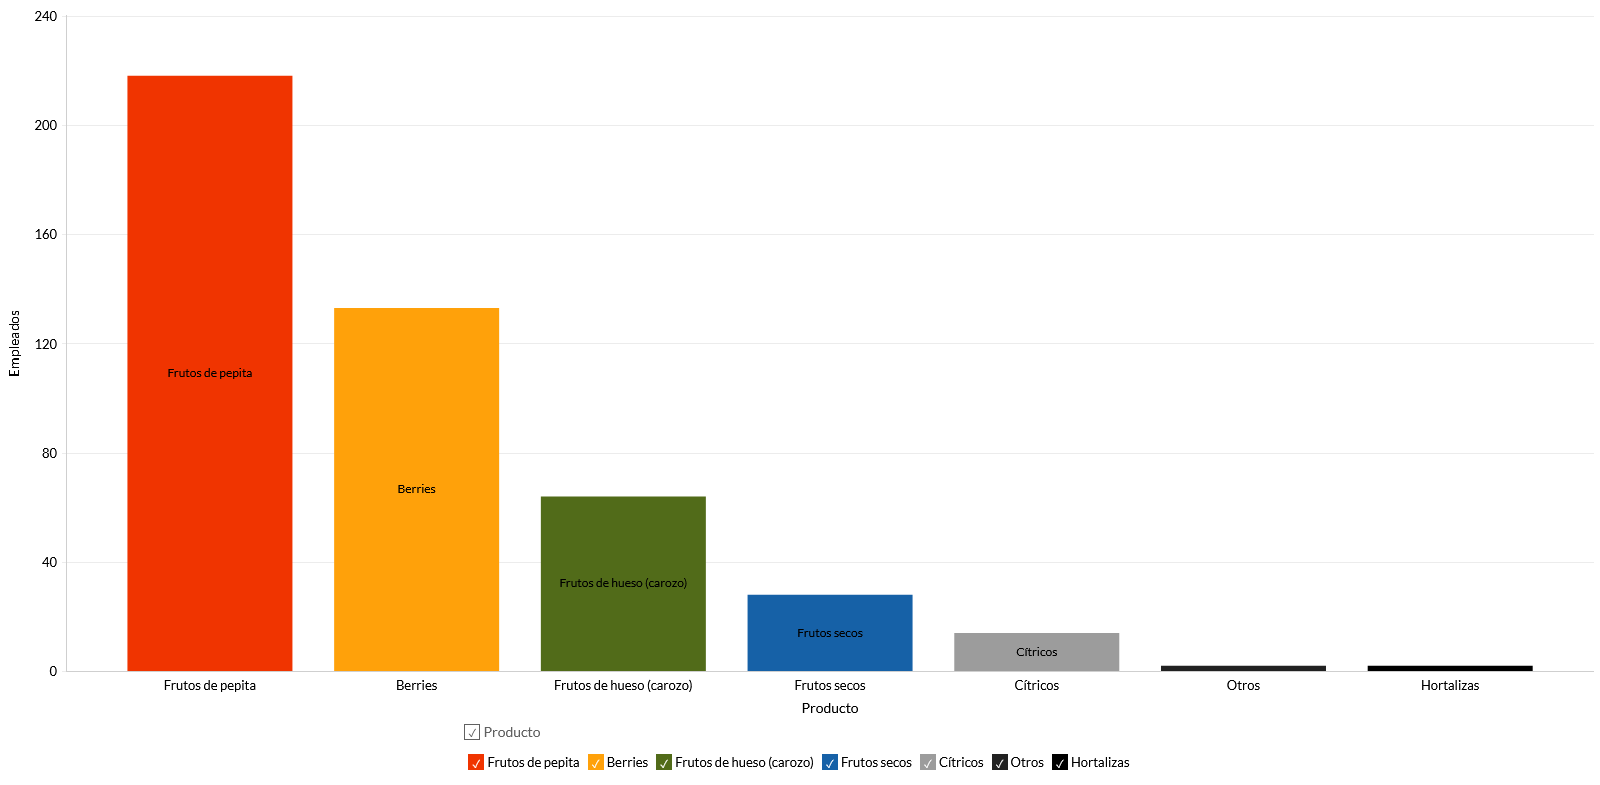 240
200
160
120
80
40
0
Empleados
Frutos de pepita
Berries
Frutos de hueso (carozo)
Frutos secos
Cítricos
Frutos de pepita Berries Frutos de hueso (carozo) Frutos secos Cítricos Otros Hortalizas
Producto
Producto
Frutos de pepita Berries Frutos de hueso (carozo) Frutos secos Cítricos Otros Hortalizas